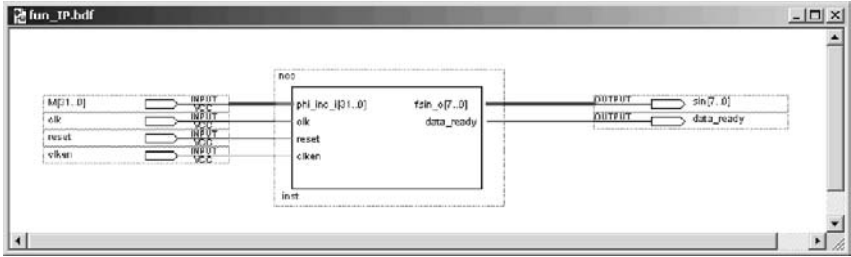 fun_IP.bdf
nco
M[31..0] INPUT VCC phi_inc_i[31..0] fsin_o[7..0] OUTPUT sin[7..0]
clk INPUT VCC clk data_ready OUTPUT data_ready
reset INPUT VCC reset
clken INPUT VCC clken
inst